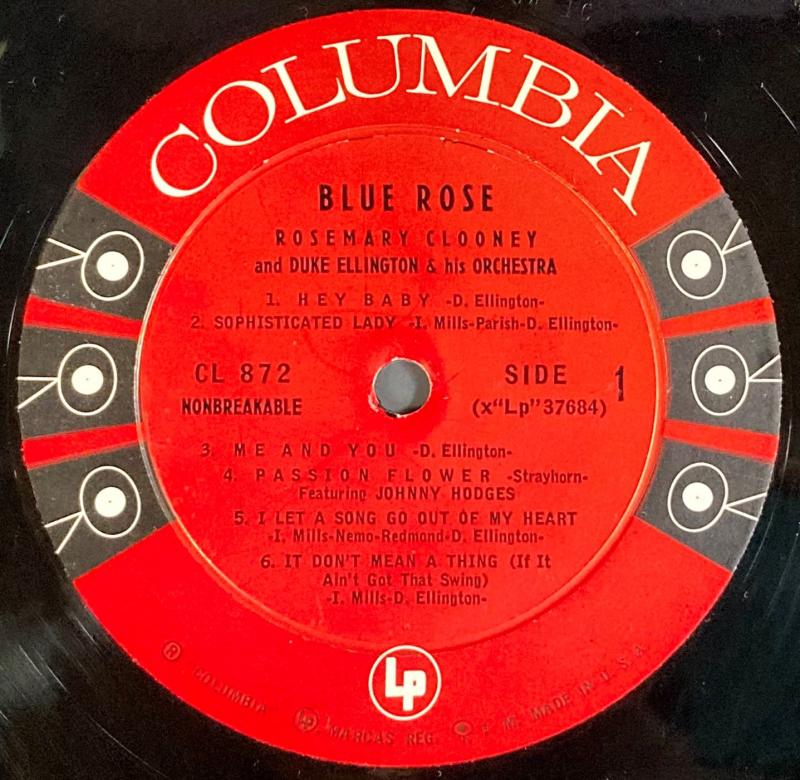 COLUMBIA
BLUE ROSE
ROSEMARY CLOONEY
and DUKE ELLINGTON & his ORCHESTRA
1. HEY BABY -D. Ellington-
2. SOPHISTICATED LADY -I. Mills-Parish-D. Ellington-
CL 872
NONBREAKABLE
SIDE 1
(x"Lp"37684)
3. ME AND YOU -D. Ellington-
4. PASSION FLOWER -Strayhorn-
Featuring JOHNNY HODGES
5. I LET A SONG GO OUT OF MY HEART
-I. Mills-Nemo-Redmond-D. Ellington-
6. IT DON'T MEAN A THING (If It
Ain't Got That Swing)
-I. Mills-D. Ellington-
Lp
® COLUMBIA Lp MARCAS REG. MADE IN U. S. A.